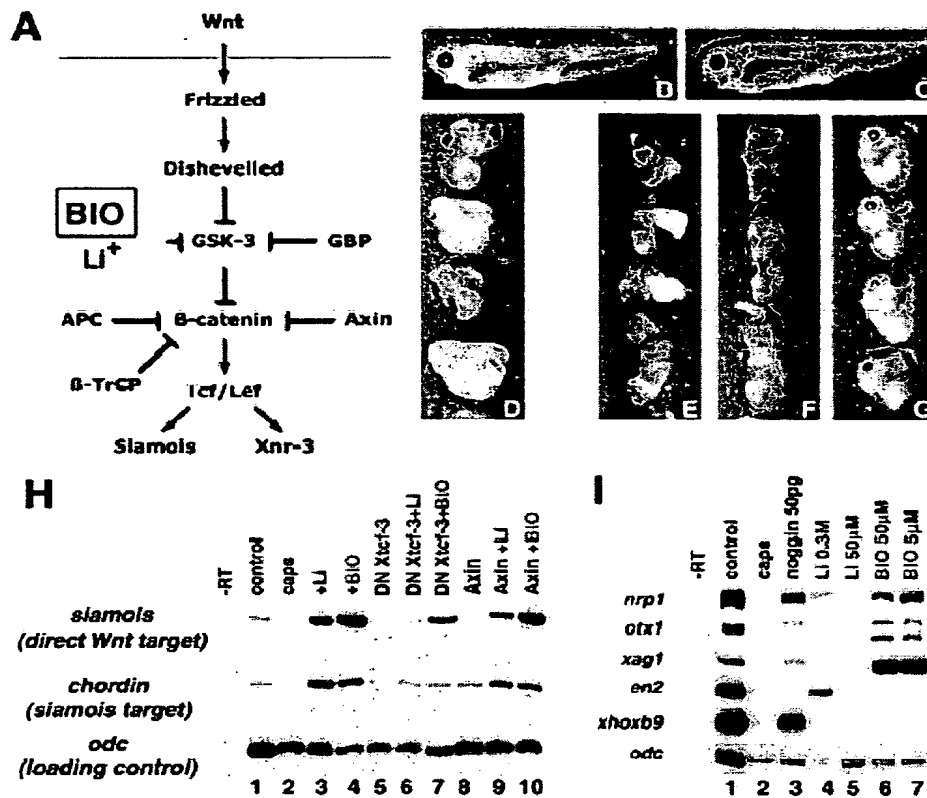 A
Wnt
Frizzled
Dishevelled
BIO
Li+
GSK-3
GBP
APC
B-catenin
Axin
B-TrCP
Tcf/Lef
Siamois
Xnr-3
B
C
D
E
F
G
H
-RT
control
caps
+Li
+BIO
DN Xtcf-3
DN Xtcf-3+Li
DN Xtcf-3+BIO
Axin
Axin +Li
Axin +BIO
siamois
(direct Wnt target)
chordin
(siamois target)
odc
(loading control)
1 2 3 4 5 6 7 8 9 10
I
-RT
control
caps
noggin 50pg
Li 0.3M
Li 50µM
BIO 50µM
BIO 5µM
nrp1
otx1
xag1
en2
xhoxb9
odc
1 2 3 4 5 6 7